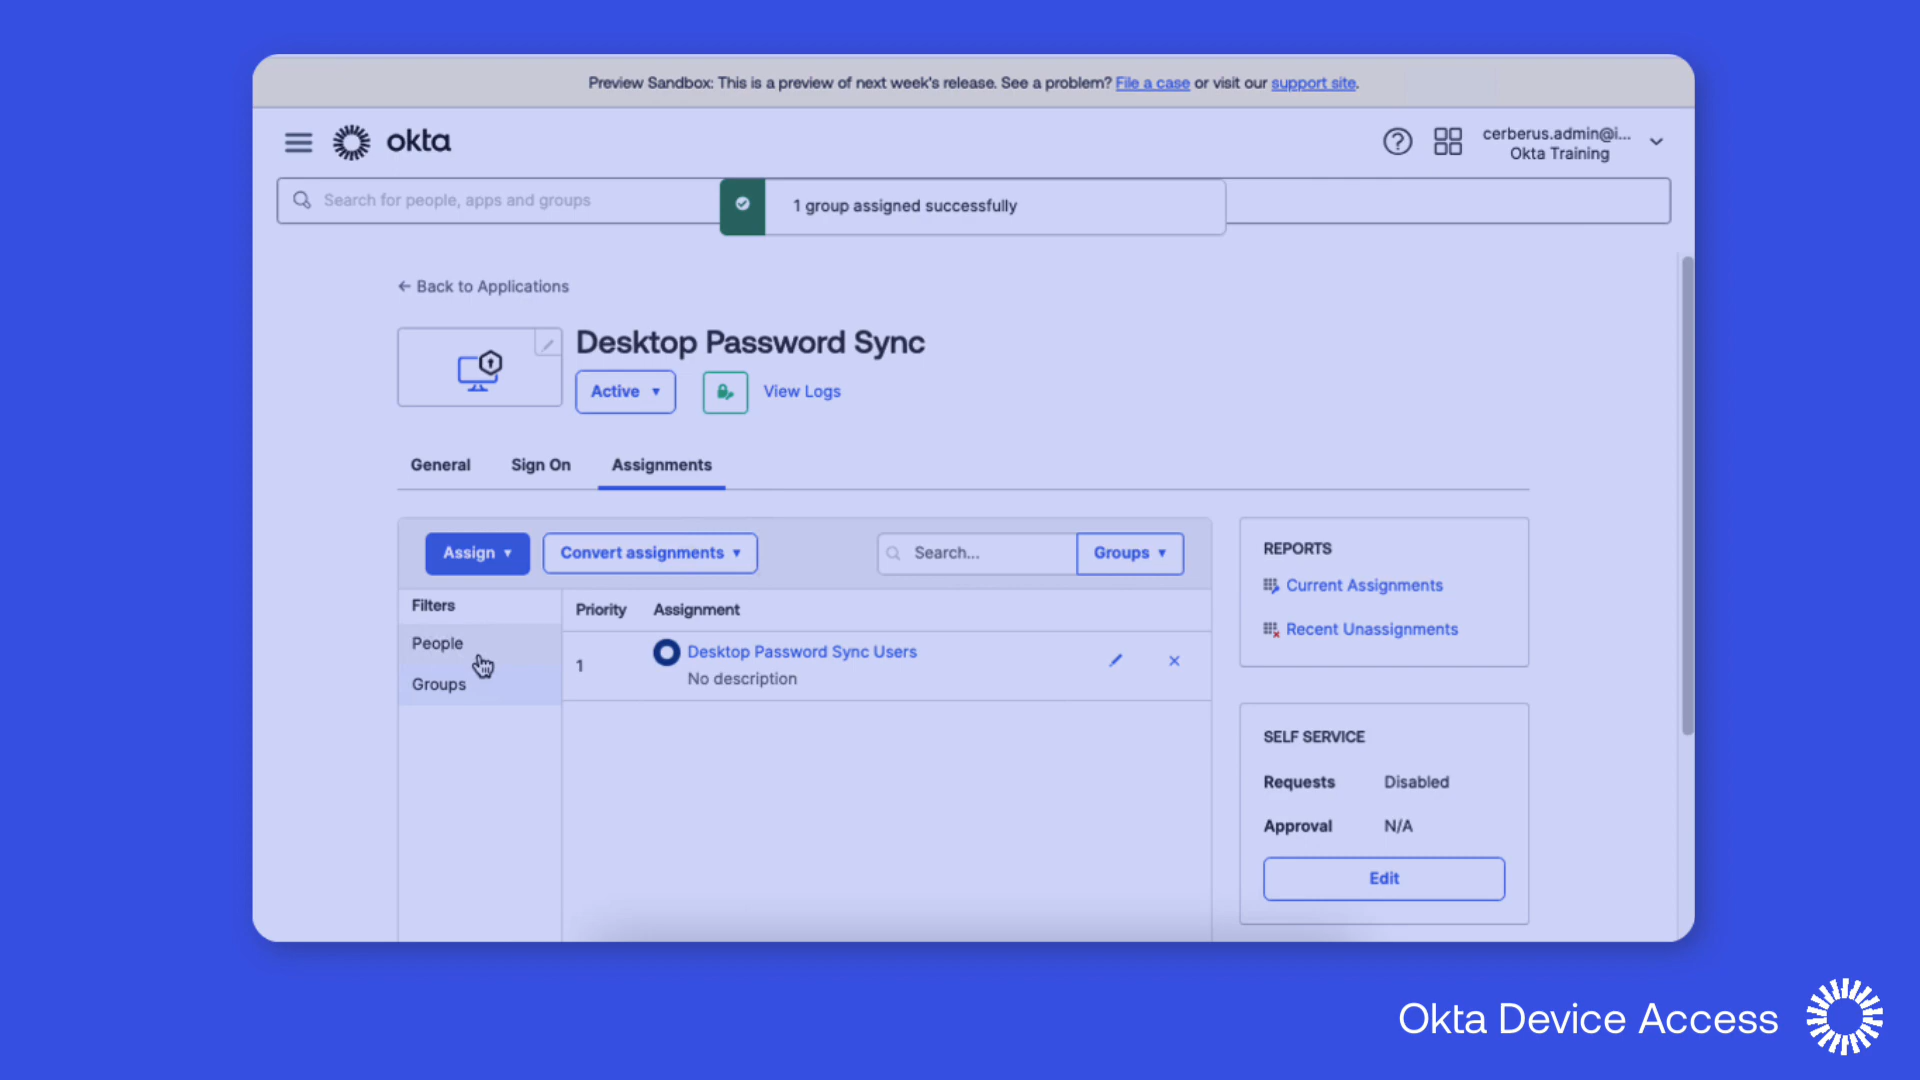 Preview Sandbox: This is a preview of next week's release. See a problem? File a case or visit our support site.
okta
cerberus.admin@i...
Okta Training
Search for people, apps and groups
1 group assigned successfully
← Back to Applications
Desktop Password Sync
Active
View Logs
General
Sign On
Assignments
Assign
Convert assignments
Search...
Groups
Filters
Priority
Assignment
People
Groups
1
Desktop Password Sync Users
No description
REPORTS
Current Assignments
Recent Unassignments
SELF SERVICE
Requests Disabled
Approval N/A
Edit
Okta Device Access